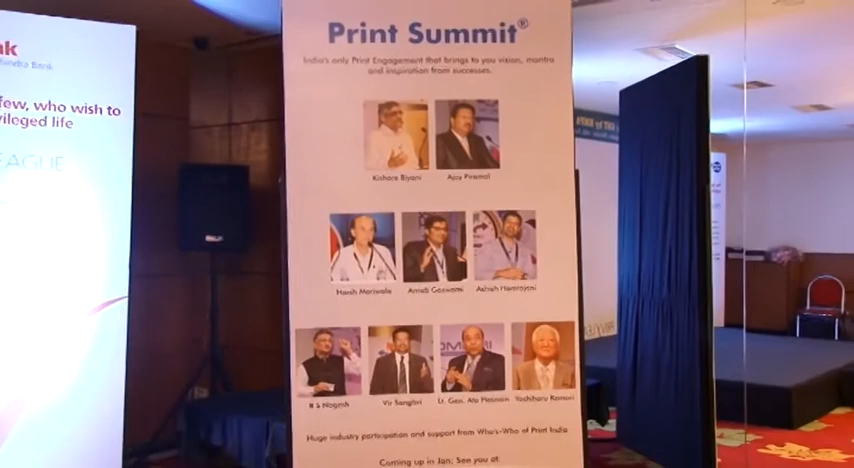 Print Summit®
India's only Print Engagement that brings to you vision, mantra
and inspiration from successes.
Kishore Biyani
Ajay Piramal
Harsh Mariwala
Arnab Goswami
Ashish Hemrajani
R S Nagesh
Vir Sanghvi
Lt. Gen. Ata Hasnain
Yochiharu Komori
Huge industry participation and support from Who's-Who of Print India
Coming up in Jan; See you at:
few, who wish to
vileged life
EAGUE